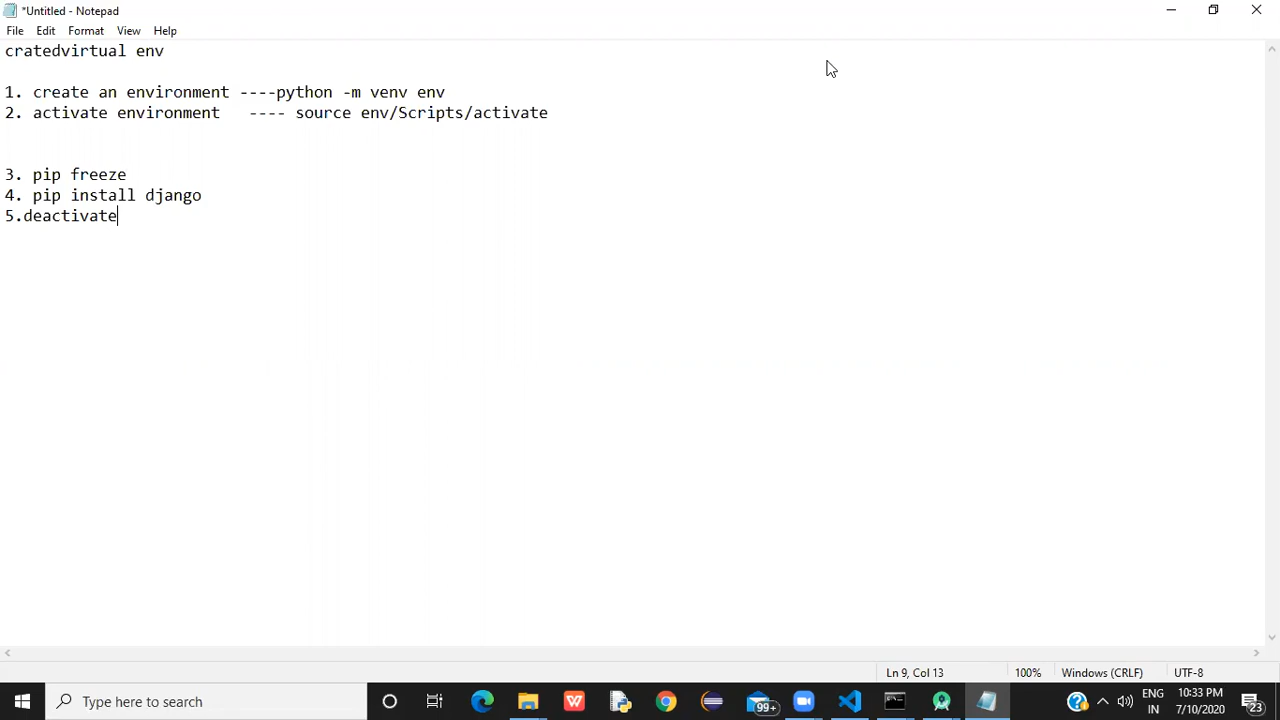 *Untitled - Notepad
File Edit Format View Help
cratedvirtual env
1. create an environment ----python -m venv env
2. activate environment ---- source env/Scripts/activate
3. pip freeze
4. pip install django
5.deactivate
Ln 9, Col 13 100% Windows (CRLF) UTF-8
Type here to search
W
99+
ENG
IN
10:33 PM
7/10/2020
23